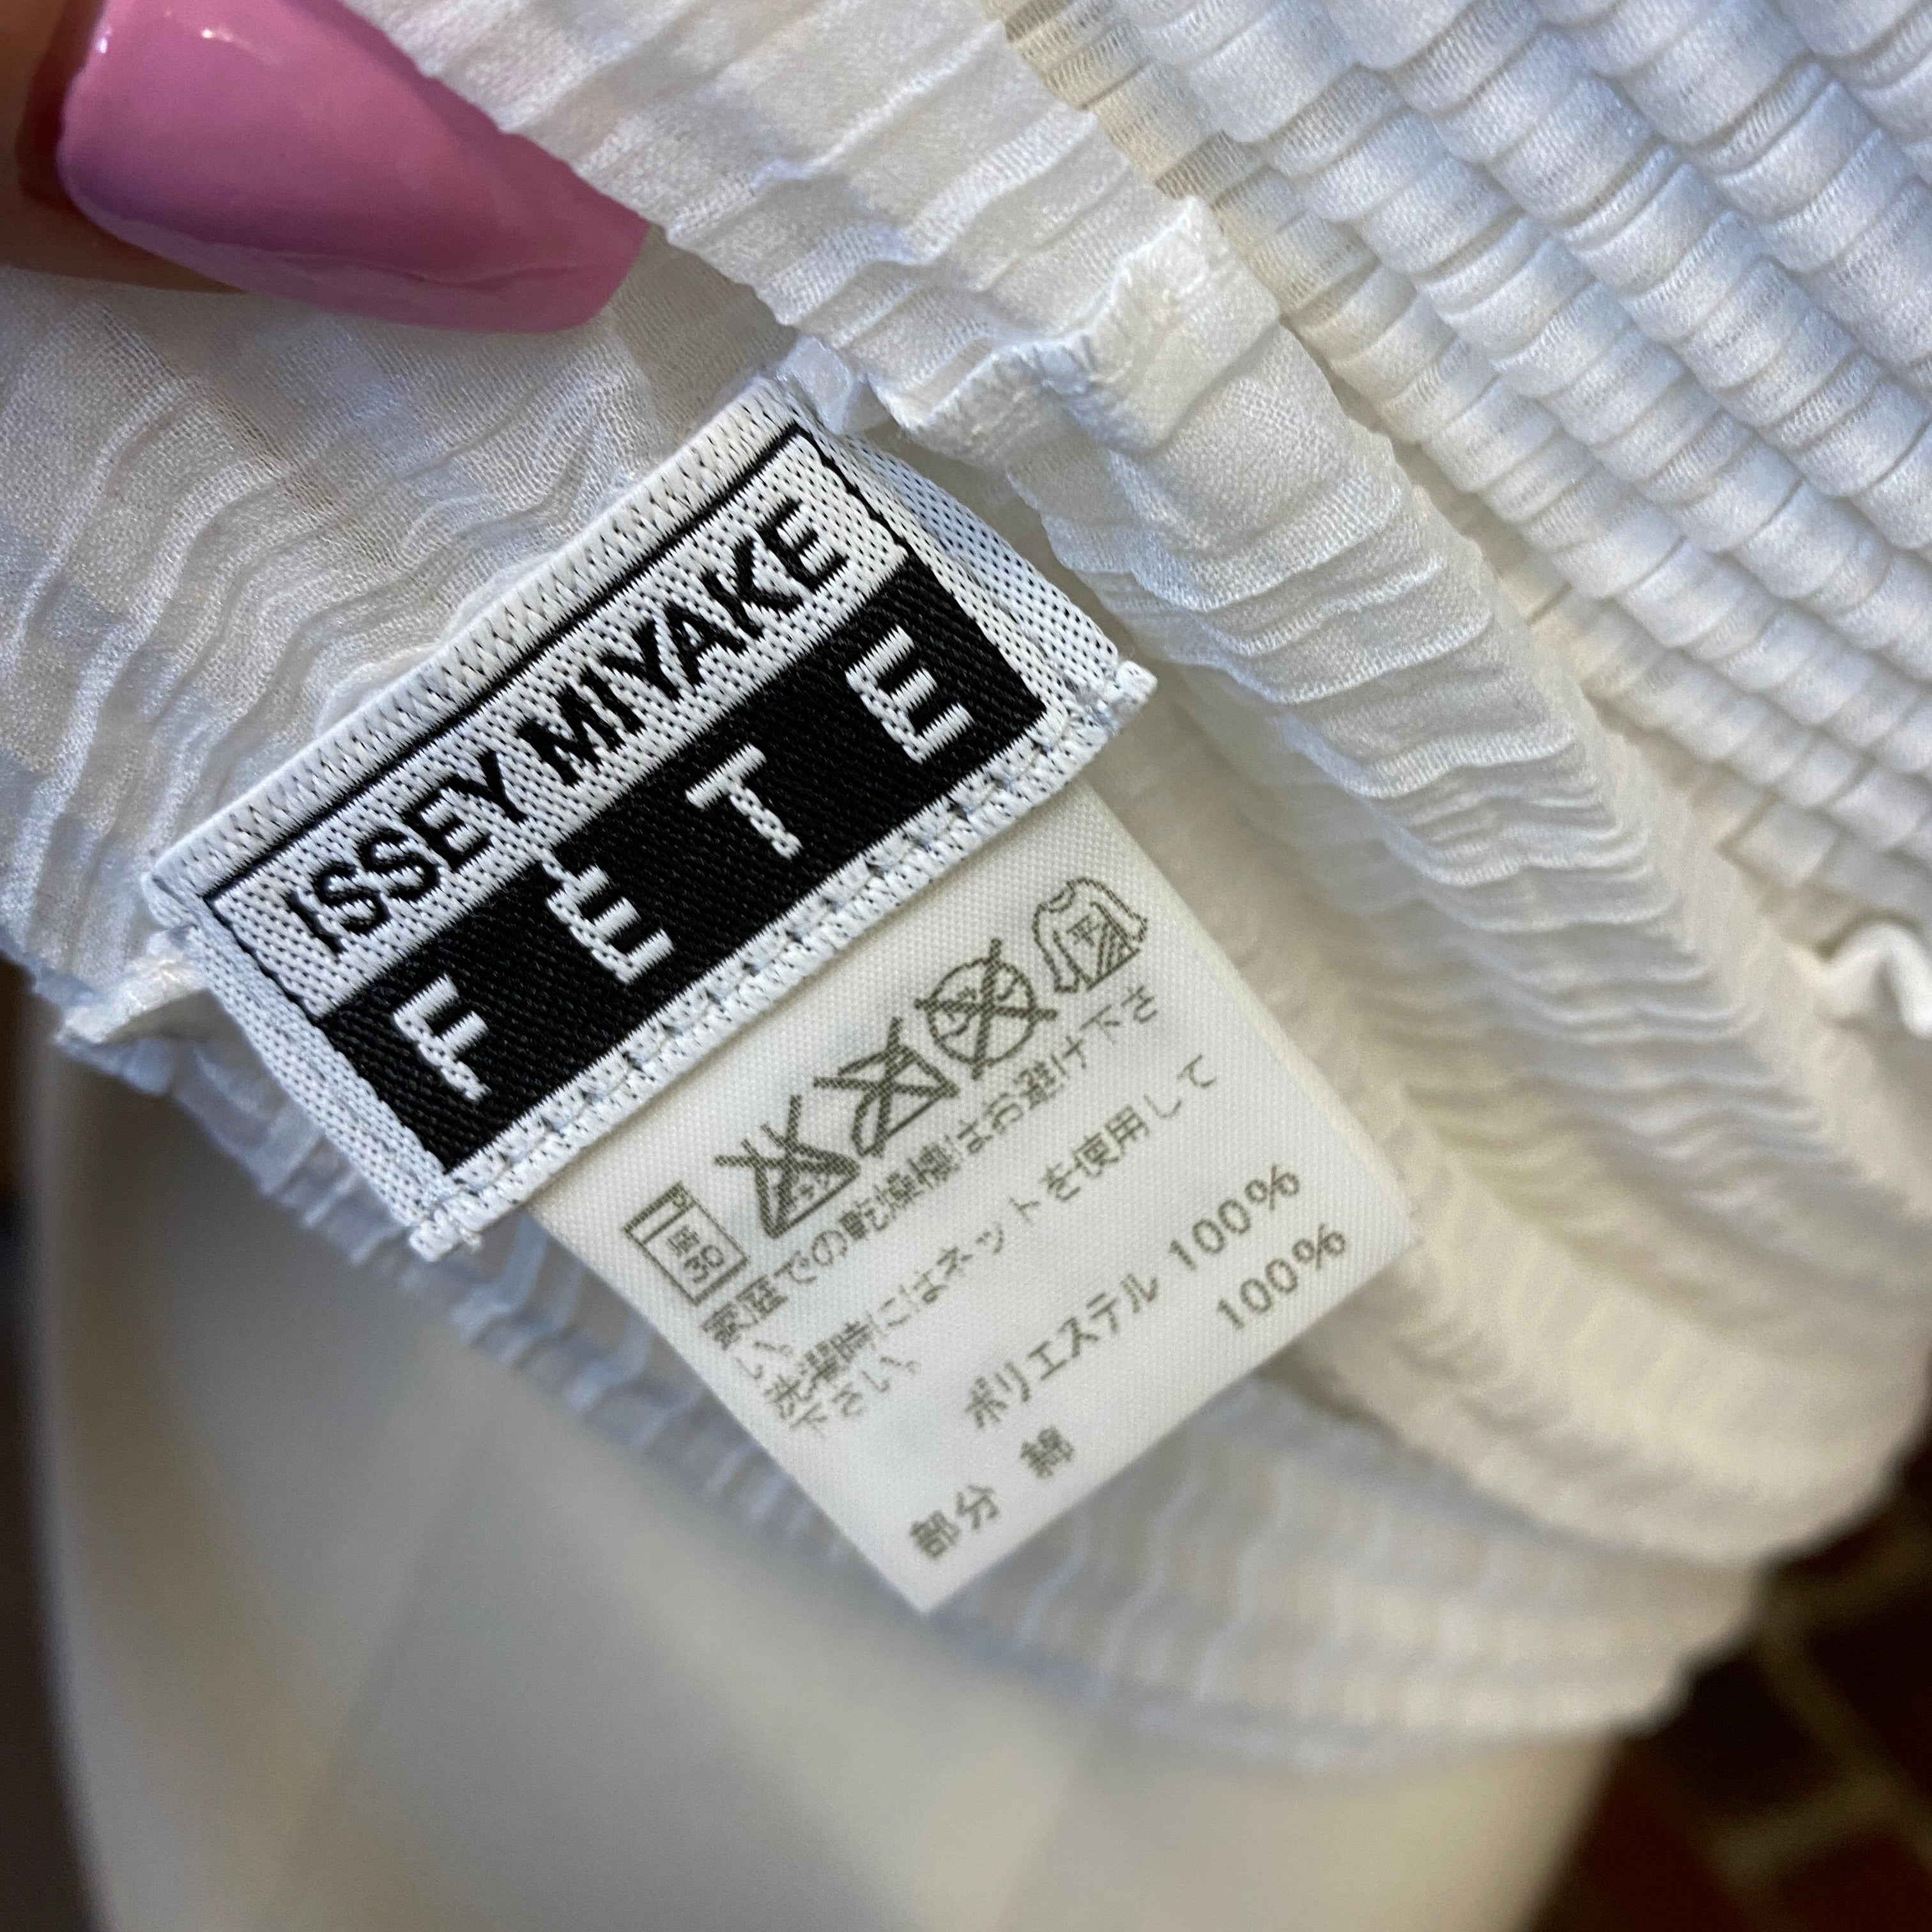 ISSEY MIYAKE
FÊTE
弱
30
家庭での乾燥機はお避け下さ
い。
洗濯時にはネットを使用して
下さい。
ポリエステル 100%
部分 綿 100%